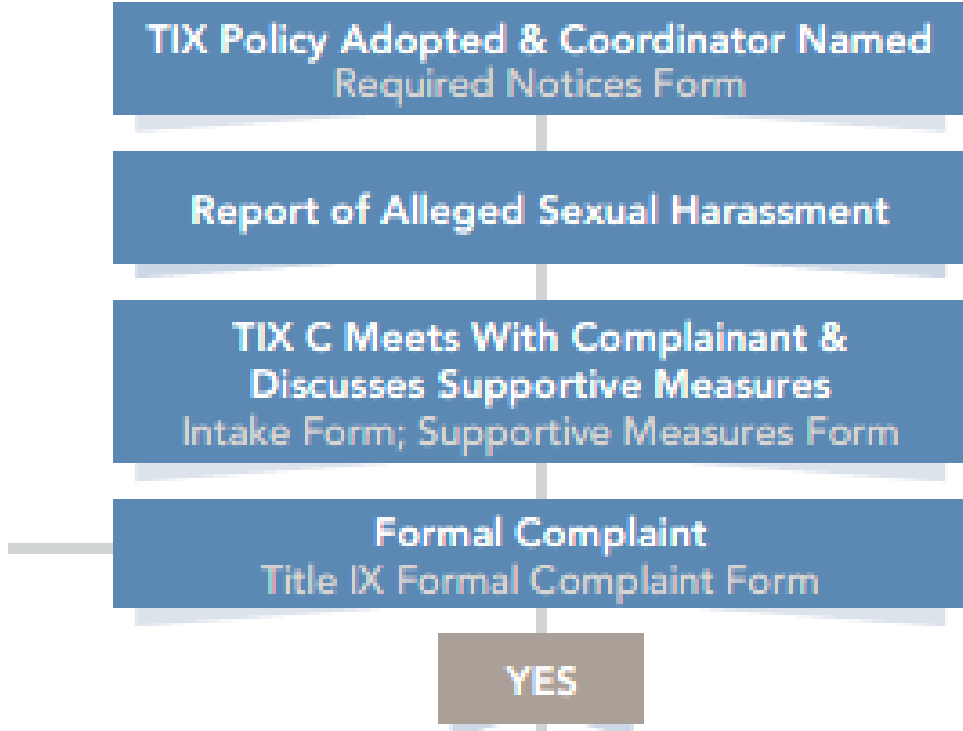 TIX Policy Adopted & Coordinator Named
Required Notices Form
Report of Alleged Sexual Harassment
TIX C Meets With Complainant &
Discusses Supportive Measures
Intake Form; Supportive Measures Form
Formal Complaint
Title IX Formal Complaint Form
YES